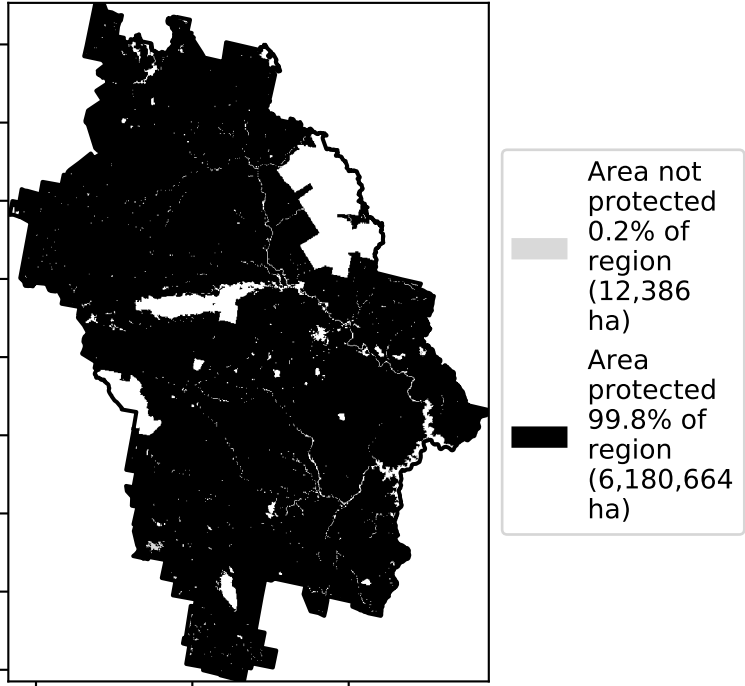 Area not
protected
0.2% of
region
(12,386
ha)
Area
protected
99.8% of
region
(6,180,664
ha)